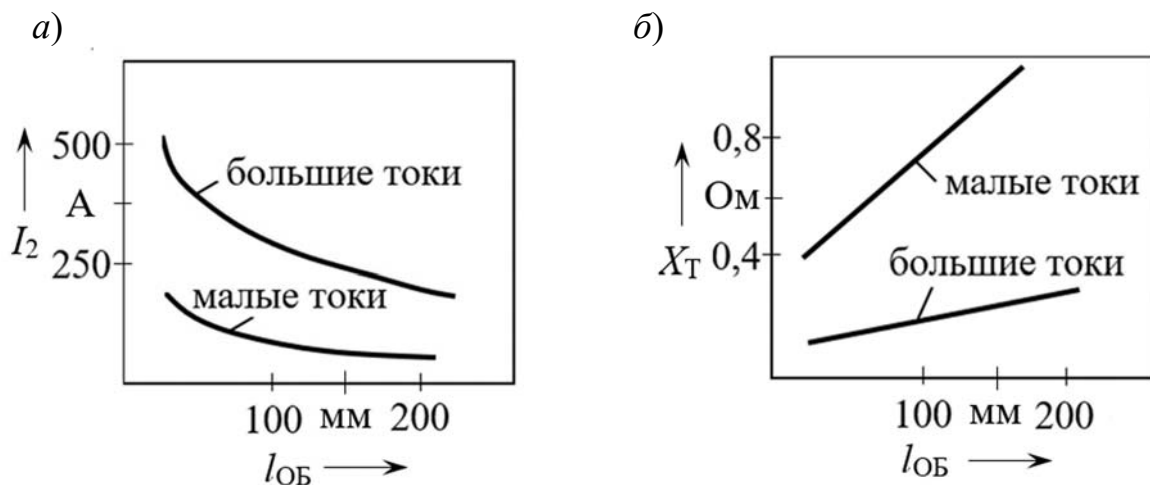 а)
500
А
I₂
250
большие токи
малые токи
100 мм 200
lОБ
б)
0,8
Ом
XТ 0,4
малые токи
большие токи
100 мм 200
lОБ